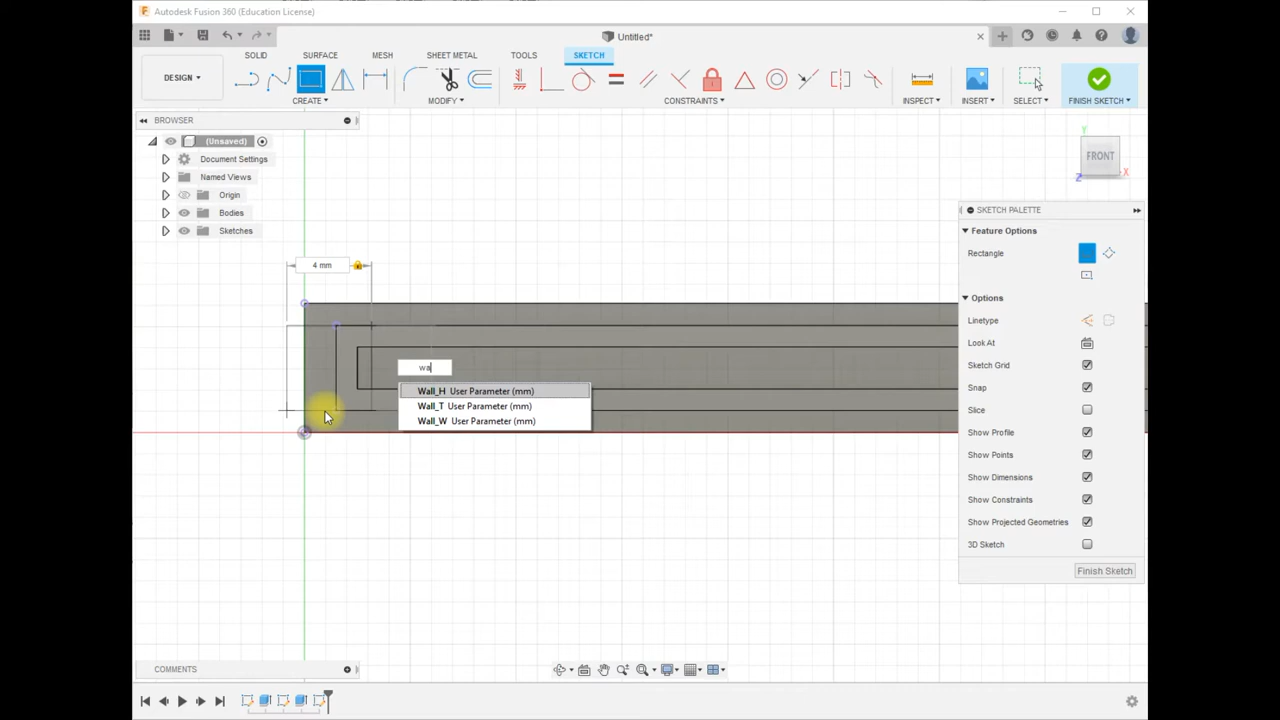 Autodesk Fusion 360 (Education License)
Untitled*
SOLID SURFACE MESH SHEET METAL TOOLS SKETCH
DESIGN
CREATE MODIFY CONSTRAINTS INSPECT INSERT SELECT FINISH SKETCH
BROWSER
(Unsaved)
Document Settings
Named Views
Origin
Bodies
Sketches
Y
FRONT
X
Z
4 mm
wa
Wall_H User Parameter (mm)
Wall_T User Parameter (mm)
Wall_W User Parameter (mm)
SKETCH PALETTE
Feature Options
Rectangle
Options
Linetype
Look At
Sketch Grid
Snap
Slice
Show Profile
Show Points
Show Dimensions
Show Constraints
Show Projected Geometries
3D Sketch
Finish Sketch
COMMENTS